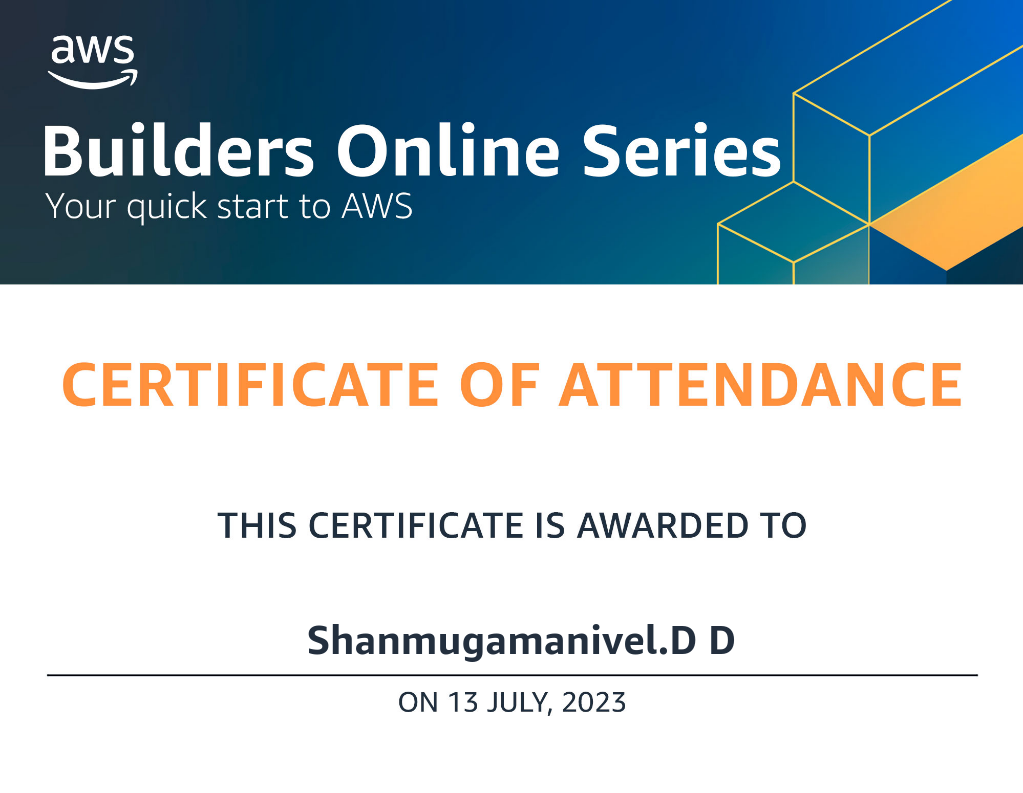 aws
Builders Online Series
Your quick start to AWS
CERTIFICATE OF ATTENDANCE
THIS CERTIFICATE IS AWARDED TO
Shanmugamanivel.D D
ON 13 JULY, 2023